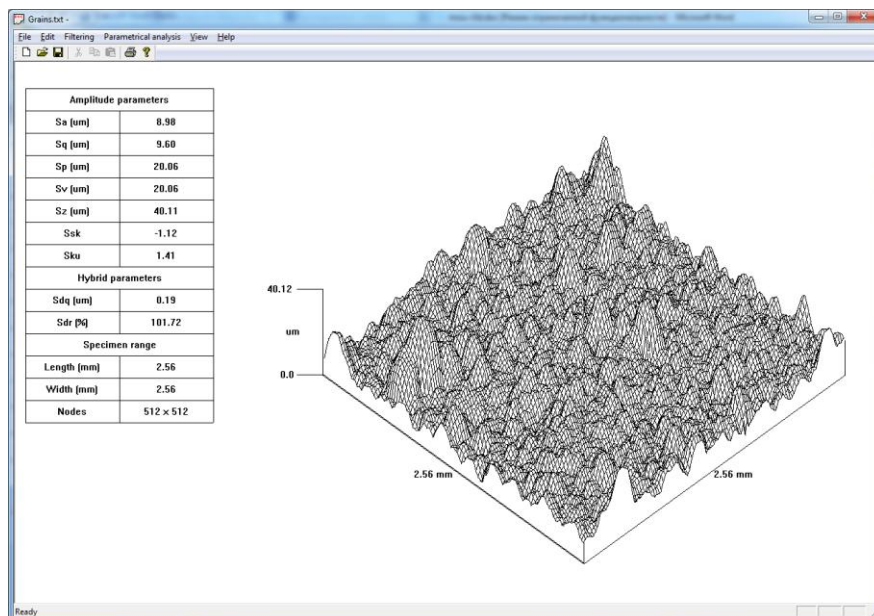 Grains.txt -
File Edit Filtering Parametrical analysis View Help
Amplitude parameters
Sa (um) 8.98
Sq (um) 9.60
Sp (um) 20.06
Sv (um) 20.06
Sz (um) 40.11
Ssk -1.12
Sku 1.41
Hybrid parameters
Sdq (um) 0.19
Sdr (%) 101.72
Specimen range
Length (mm) 2.56
Width (mm) 2.56
Nodes 512 × 512
40.12
um
0.0
2.56 mm
2.56 mm
Ready